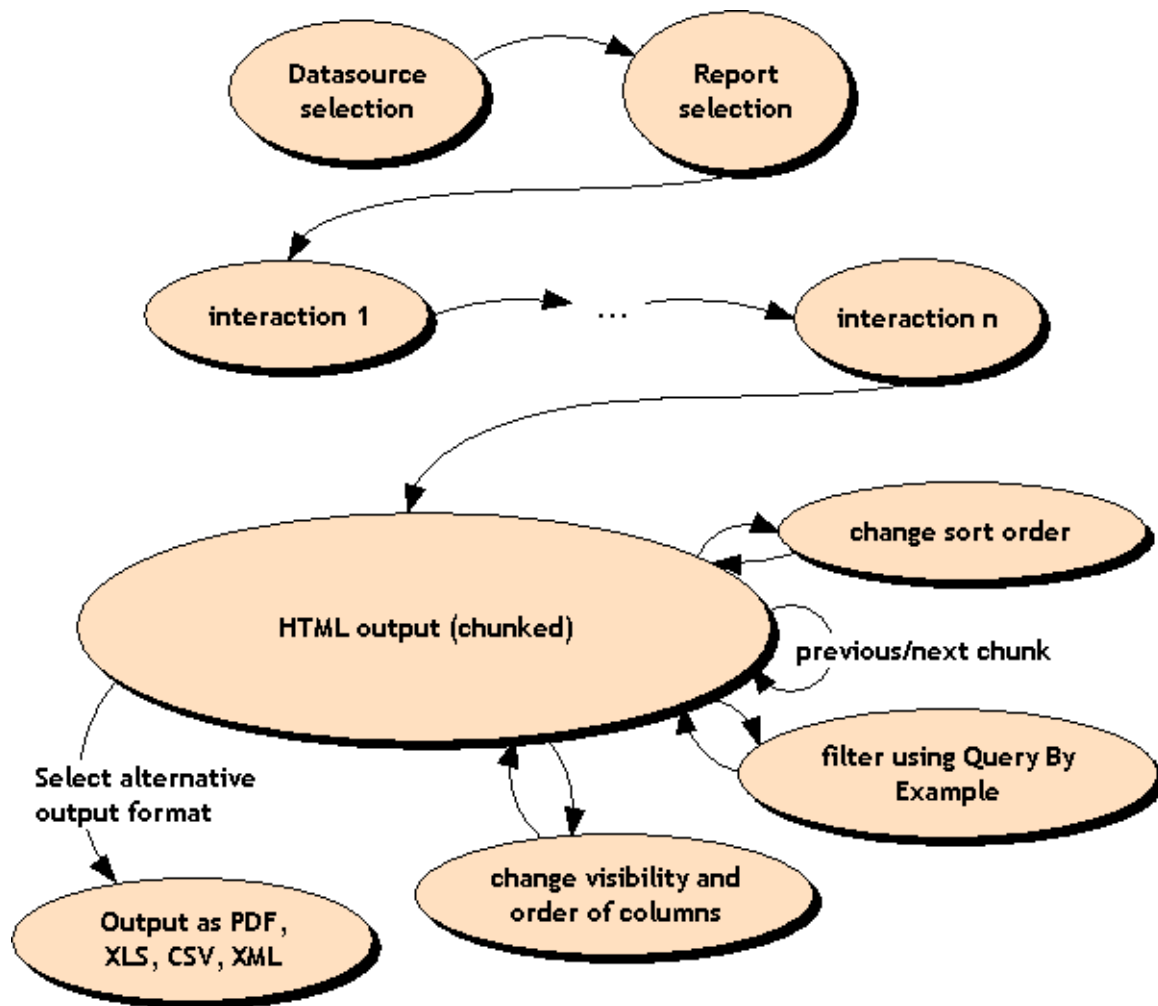 Datasource
selection
Report
selection
interaction 1
...
interaction n
HTML output (chunked)
change sort order
previous/next chunk
filter using Query By
Example
Select alternative
output format
change visibility and
order of columns
Output as PDF,
XLS, CSV, XML